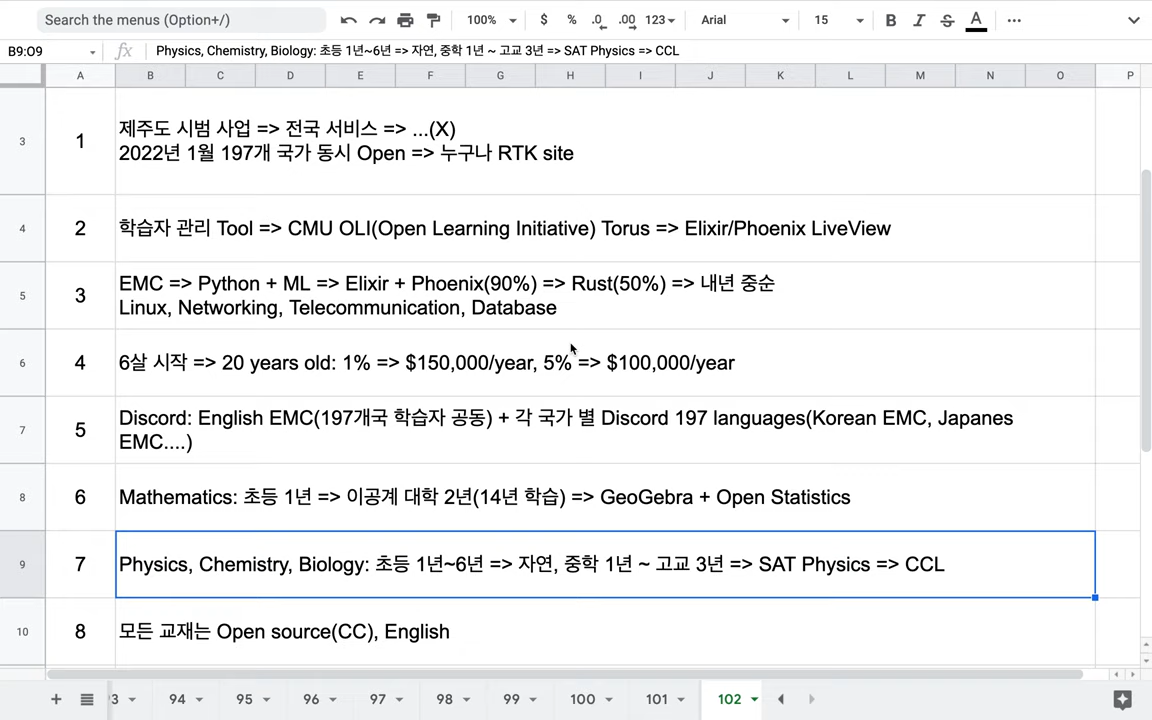 Search the menus (Option+/)
100%
$
%
.0
.00
123
Arial
15
B
I
S
A
B9:O9
fx
Physics, Chemistry, Biology: 초등 1년~6년 => 자연, 중학 1년 ~ 고교 3년 => SAT Physics => CCL
A B C D E F G H I J K L M N O P
3
1
제주도 시범 사업 => 전국 서비스 => ...(X)
2022년 1월 197개 국가 동시 Open => 누구나 RTK site
4
2
학습자 관리 Tool => CMU OLI(Open Learning Initiative) Torus => Elixir/Phoenix LiveView
5
3
EMC => Python + ML => Elixir + Phoenix(90%) => Rust(50%) => 내년 중순
Linux, Networking, Telecommunication, Database
6
4
6살 시작 => 20 years old: 1% => $150,000/year, 5% => $100,000/year
7
5
Discord: English EMC(197개국 학습자 공동) + 각 국가 별 Discord 197 languages(Korean EMC, Japanes
EMC....)
8
6
Mathematics: 초등 1년 => 이공계 대학 2년(14년 학습) => GeoGebra + Open Statistics
9
7
Physics, Chemistry, Biology: 초등 1년~6년 => 자연, 중학 1년 ~ 고교 3년 => SAT Physics => CCL
10
8
모든 교재는 Open source(CC), English
3 94 95 96 97 98 99 100 101 102